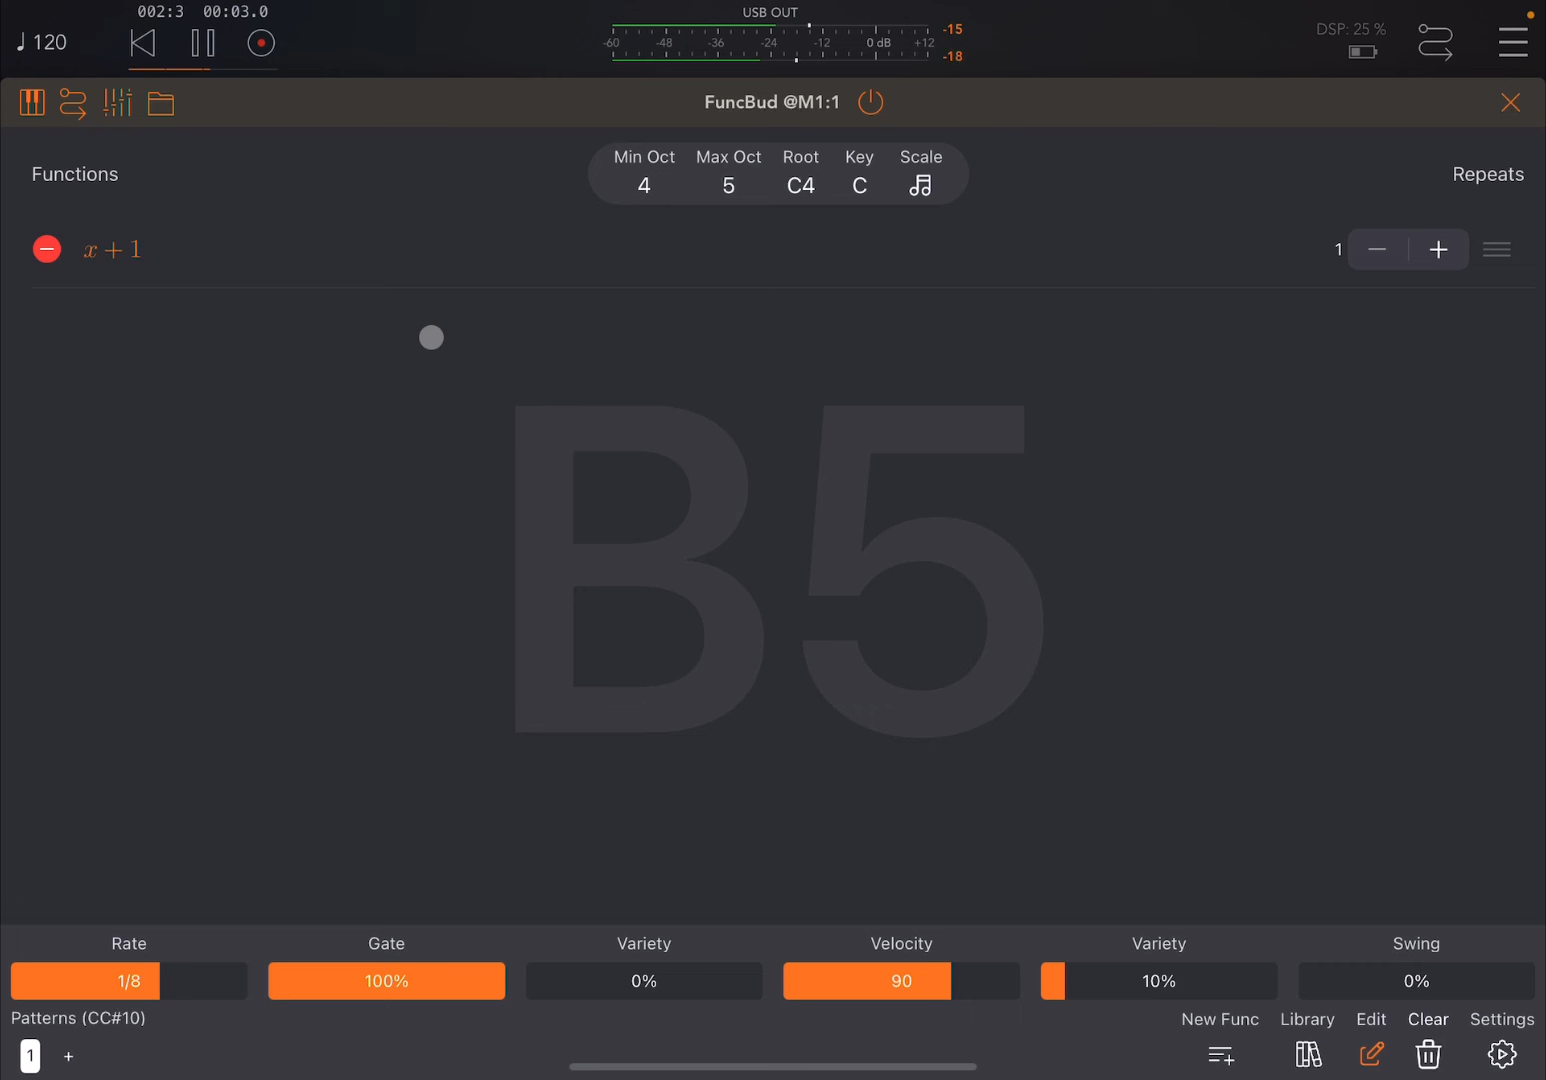 002:3 00:03.0
120
USB OUT
-60 -48 -36 -24 -12 0 dB +12
-15
-18
DSP: 25 %
FuncBud @M1:1
Functions
Min Oct Max Oct Root Key Scale
4 5 C4 C
Repeats
x + 1
1 − +
B5
Rate Gate Variety Velocity Variety Swing
1/8 100% 0% 90 10% 0%
Patterns (CC#10)
New Func Library Edit Clear Settings
1 +